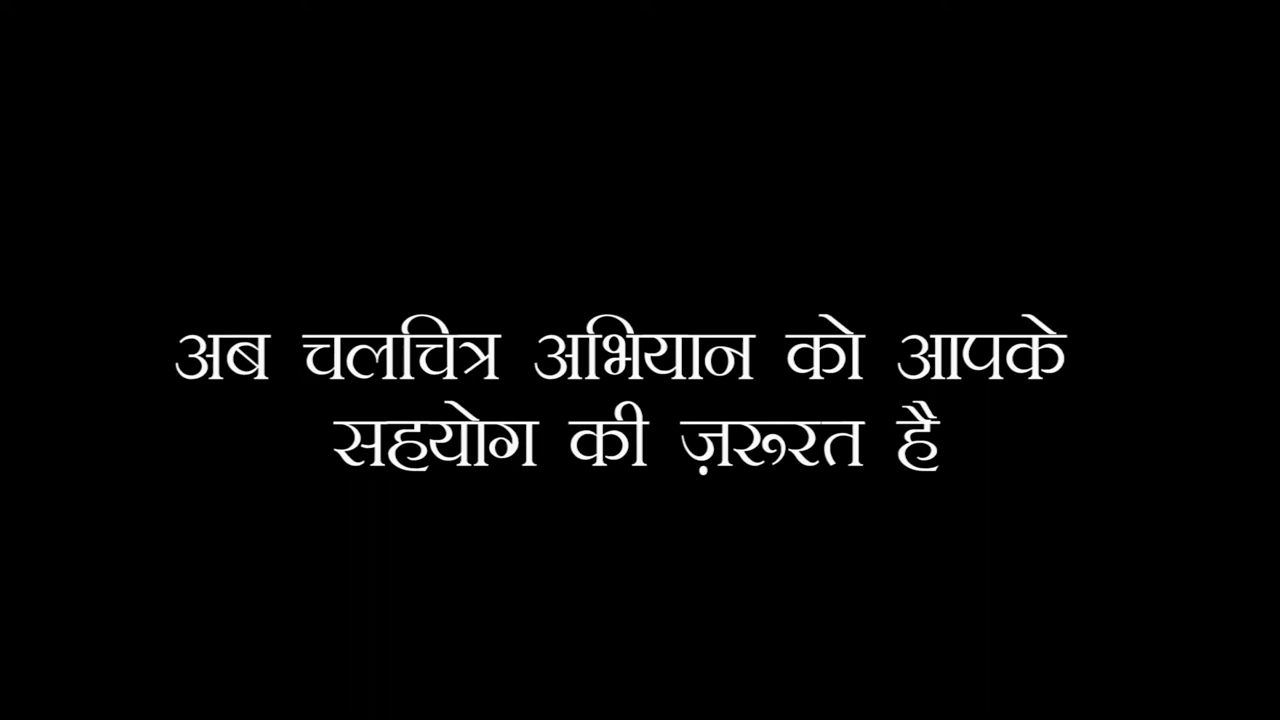 अब चलचित्र अभियान को आपके
सहयोग की ज़रूरत है